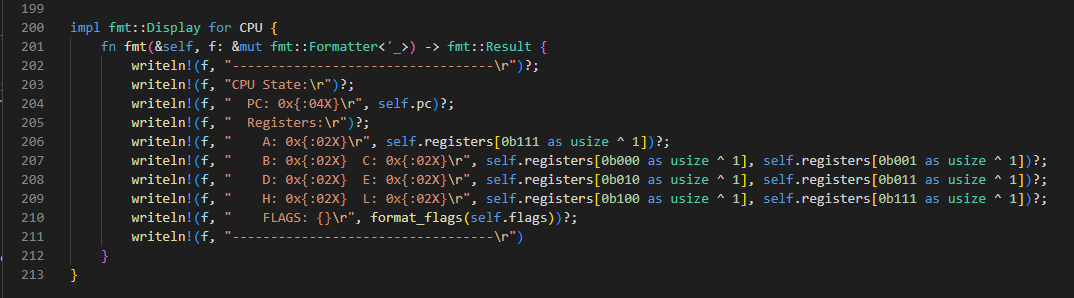 199
200 impl fmt::Display for CPU {
201     fn fmt(&self, f: &mut fmt::Formatter<'_>) -> fmt::Result {
202         writeln!(f, "----------------------------------\r")?;
203         writeln!(f, "CPU State:\r")?;
204         writeln!(f, "  PC: 0x{:04X}\r", self.pc)?;
205         writeln!(f, "  Registers:\r")?;
206         writeln!(f, "    A: 0x{:02X}\r", self.registers[0b111 as usize ^ 1])?;
207         writeln!(f, "    B: 0x{:02X}  C: 0x{:02X}\r", self.registers[0b000 as usize ^ 1], self.registers[0b001 as usize ^ 1])?;
208         writeln!(f, "    D: 0x{:02X}  E: 0x{:02X}\r", self.registers[0b010 as usize ^ 1], self.registers[0b011 as usize ^ 1])?;
209         writeln!(f, "    H: 0x{:02X}  L: 0x{:02X}\r", self.registers[0b100 as usize ^ 1], self.registers[0b111 as usize ^ 1])?;
210         writeln!(f, "    FLAGS: {}\r", format_flags(self.flags))?;
211         writeln!(f, "----------------------------------\r")
212     }
213 }